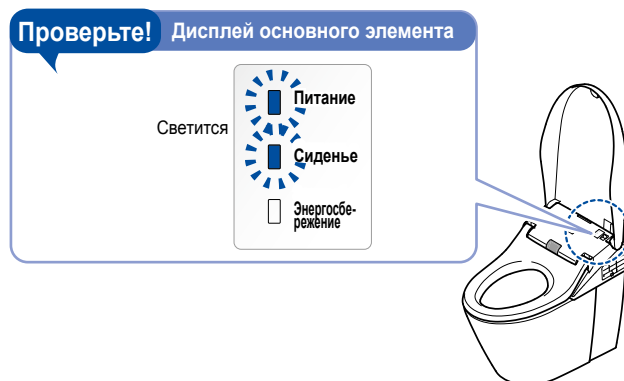 Проверьте! Дисплей основного элемента
Питание
Светится
Сиденье
Энергосбе-
режение